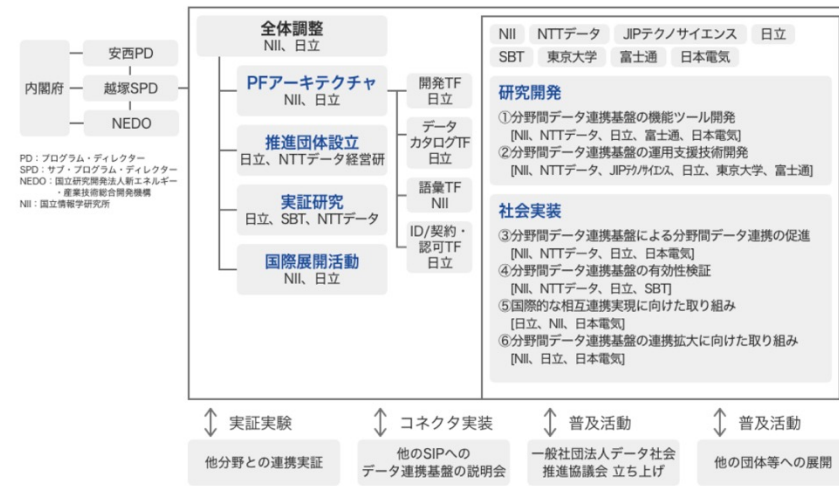 内閣府
安西PD
越塚SPD
NEDO
PD：プログラム・ディレクター
SPD：サブ・プログラム・ディレクター
NEDO：国立研究開発法人新エネルギー
・産業技術総合開発機構
NII：国立情報学研究所
全体調整
NII、日立
PFアーキテクチャ
NII、日立
推進団体設立
日立、NTTデータ経営研
実証研究
日立、SBT、NTTデータ
国際展開活動
NII、日立
開発TF
日立
データ
カタログTF
日立
語彙TF
NII
ID/契約・
認可TF
日立
NII NTTデータ JIPテクノサイエンス 日立
SBT 東京大学 富士通 日本電気
研究開発
①分野間データ連携基盤の機能ツール開発
[NII、NTTデータ、日立、富士通、日本電気]
②分野間データ連携基盤の運用支援技術開発
[NII、NTTデータ、JIPテクノサイエンス、日立、東京大学、富士通]
社会実装
③分野間データ連携基盤による分野間データ連携の促進
[NII、NTTデータ、日立、日本電気]
④分野間データ連携基盤の有効性検証
[NII、NTTデータ、日立、SBT]
⑤国際的な相互連携実現に向けた取り組み
[日立、NII、日本電気]
⑥分野間データ連携基盤の連携拡大に向けた取り組み
[NII、日立、日本電気]
実証実験
コネクタ実装
普及活動
普及活動
他分野との連携実証
他のSIPへの
データ連携基盤の説明会
一般社団法人データ社会
推進協議会 立ち上げ
他の団体等への展開